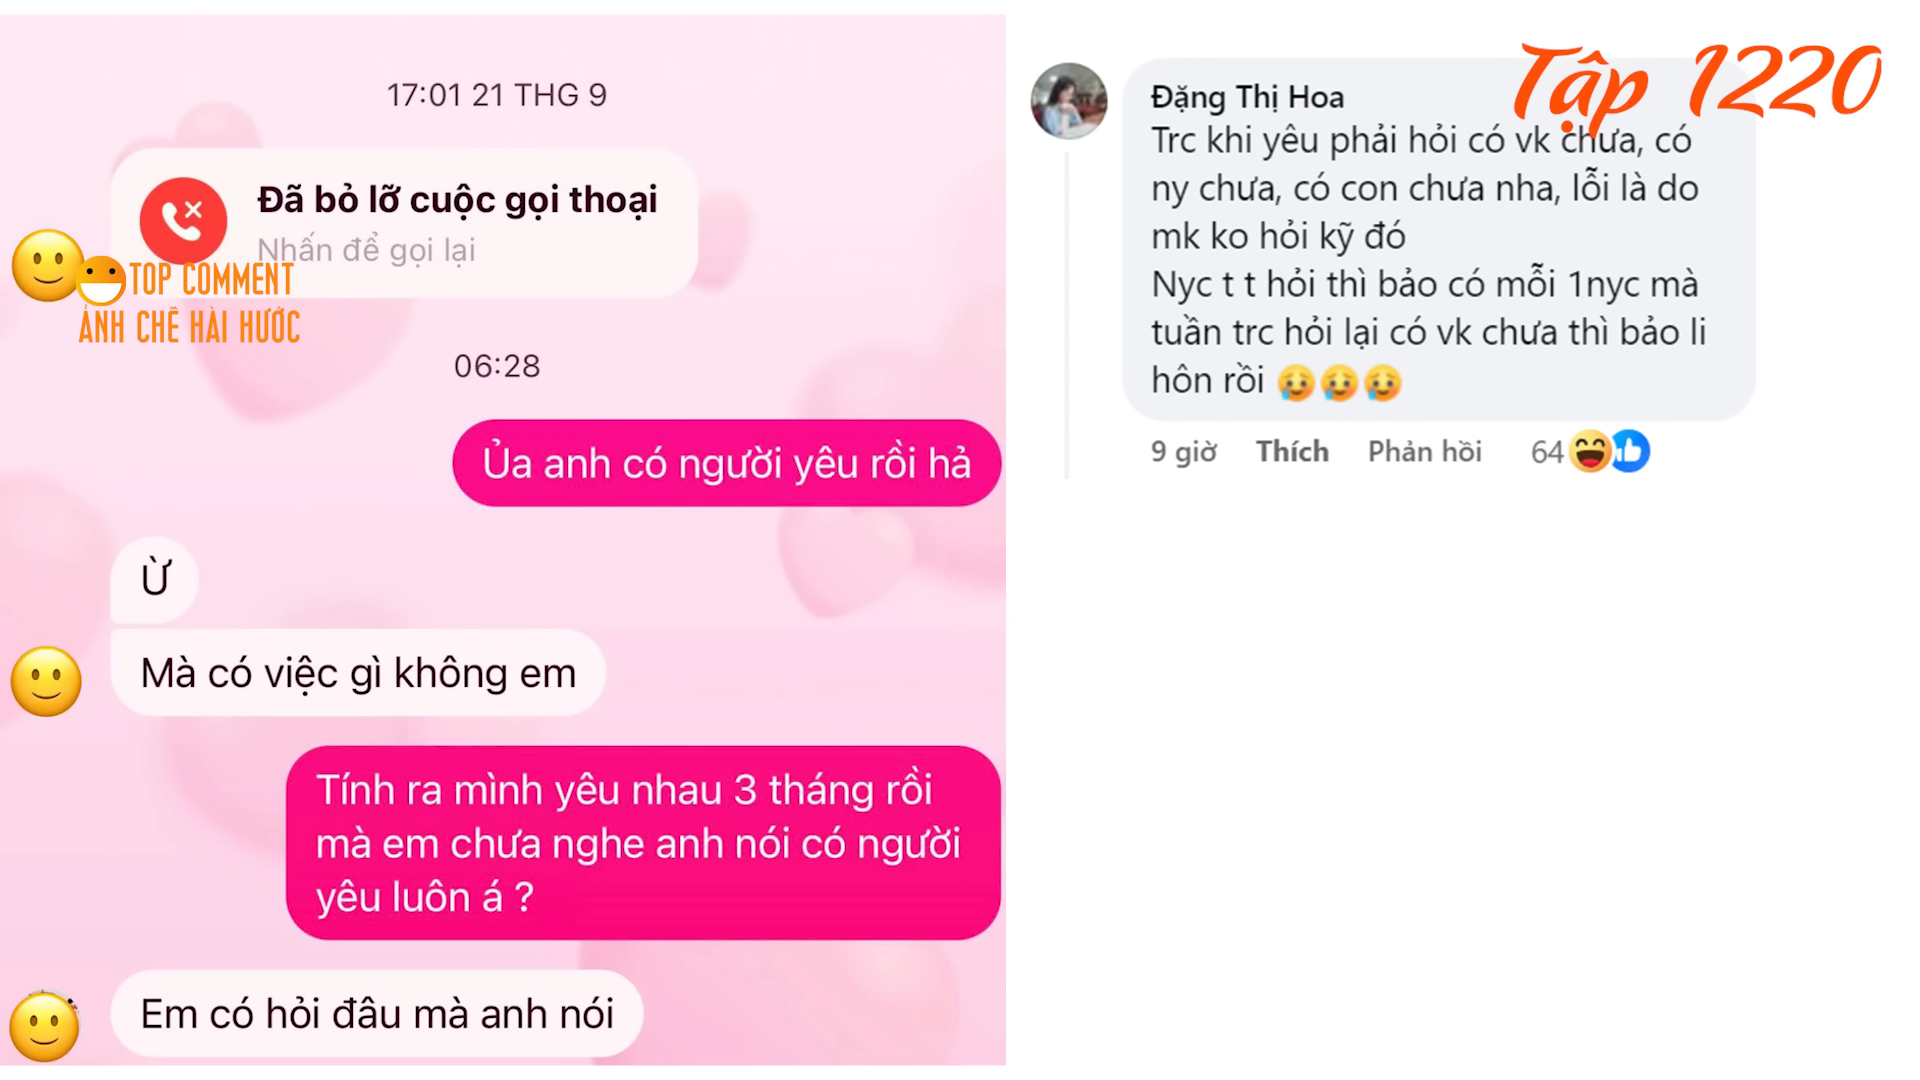 17:01 21 THG 9
Đã bỏ lỡ cuộc gọi thoại
Nhấn để gọi lại
TOP COMMENT
ẢNH CHẾ HÀI HƯỚC
06:28
Ủa anh có người yêu rồi hả
Ừ
Mà có việc gì không em
Tính ra mình yêu nhau 3 tháng rồi
mà em chưa nghe anh nói có người
yêu luôn á ?
Em có hỏi đâu mà anh nói
Tập 1220
Đặng Thị Hoa
Trc khi yêu phải hỏi có vk chưa, có
ny chưa, có con chưa nha, lỗi là do
mk ko hỏi kỹ đó
Nyc t t hỏi thì bảo có mỗi 1nyc mà
tuần trc hỏi lại có vk chưa thì bảo li
hôn rồi 🥲🥲🥲
9 giờ Thích Phản hồi 64